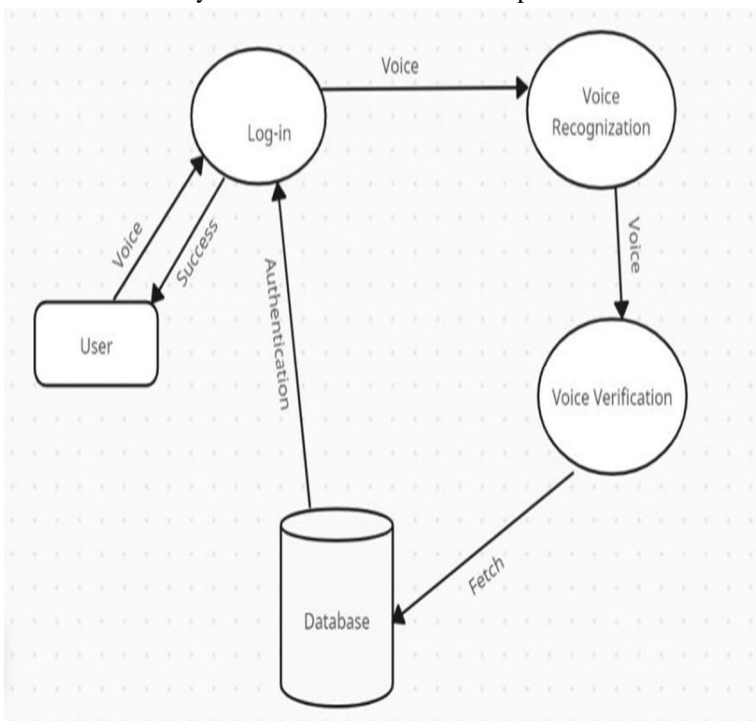 Voice
Log-in
Voice
Recognization
Voice
Success
Voice
User
Authentication
Voice Verification
Fetch
Database